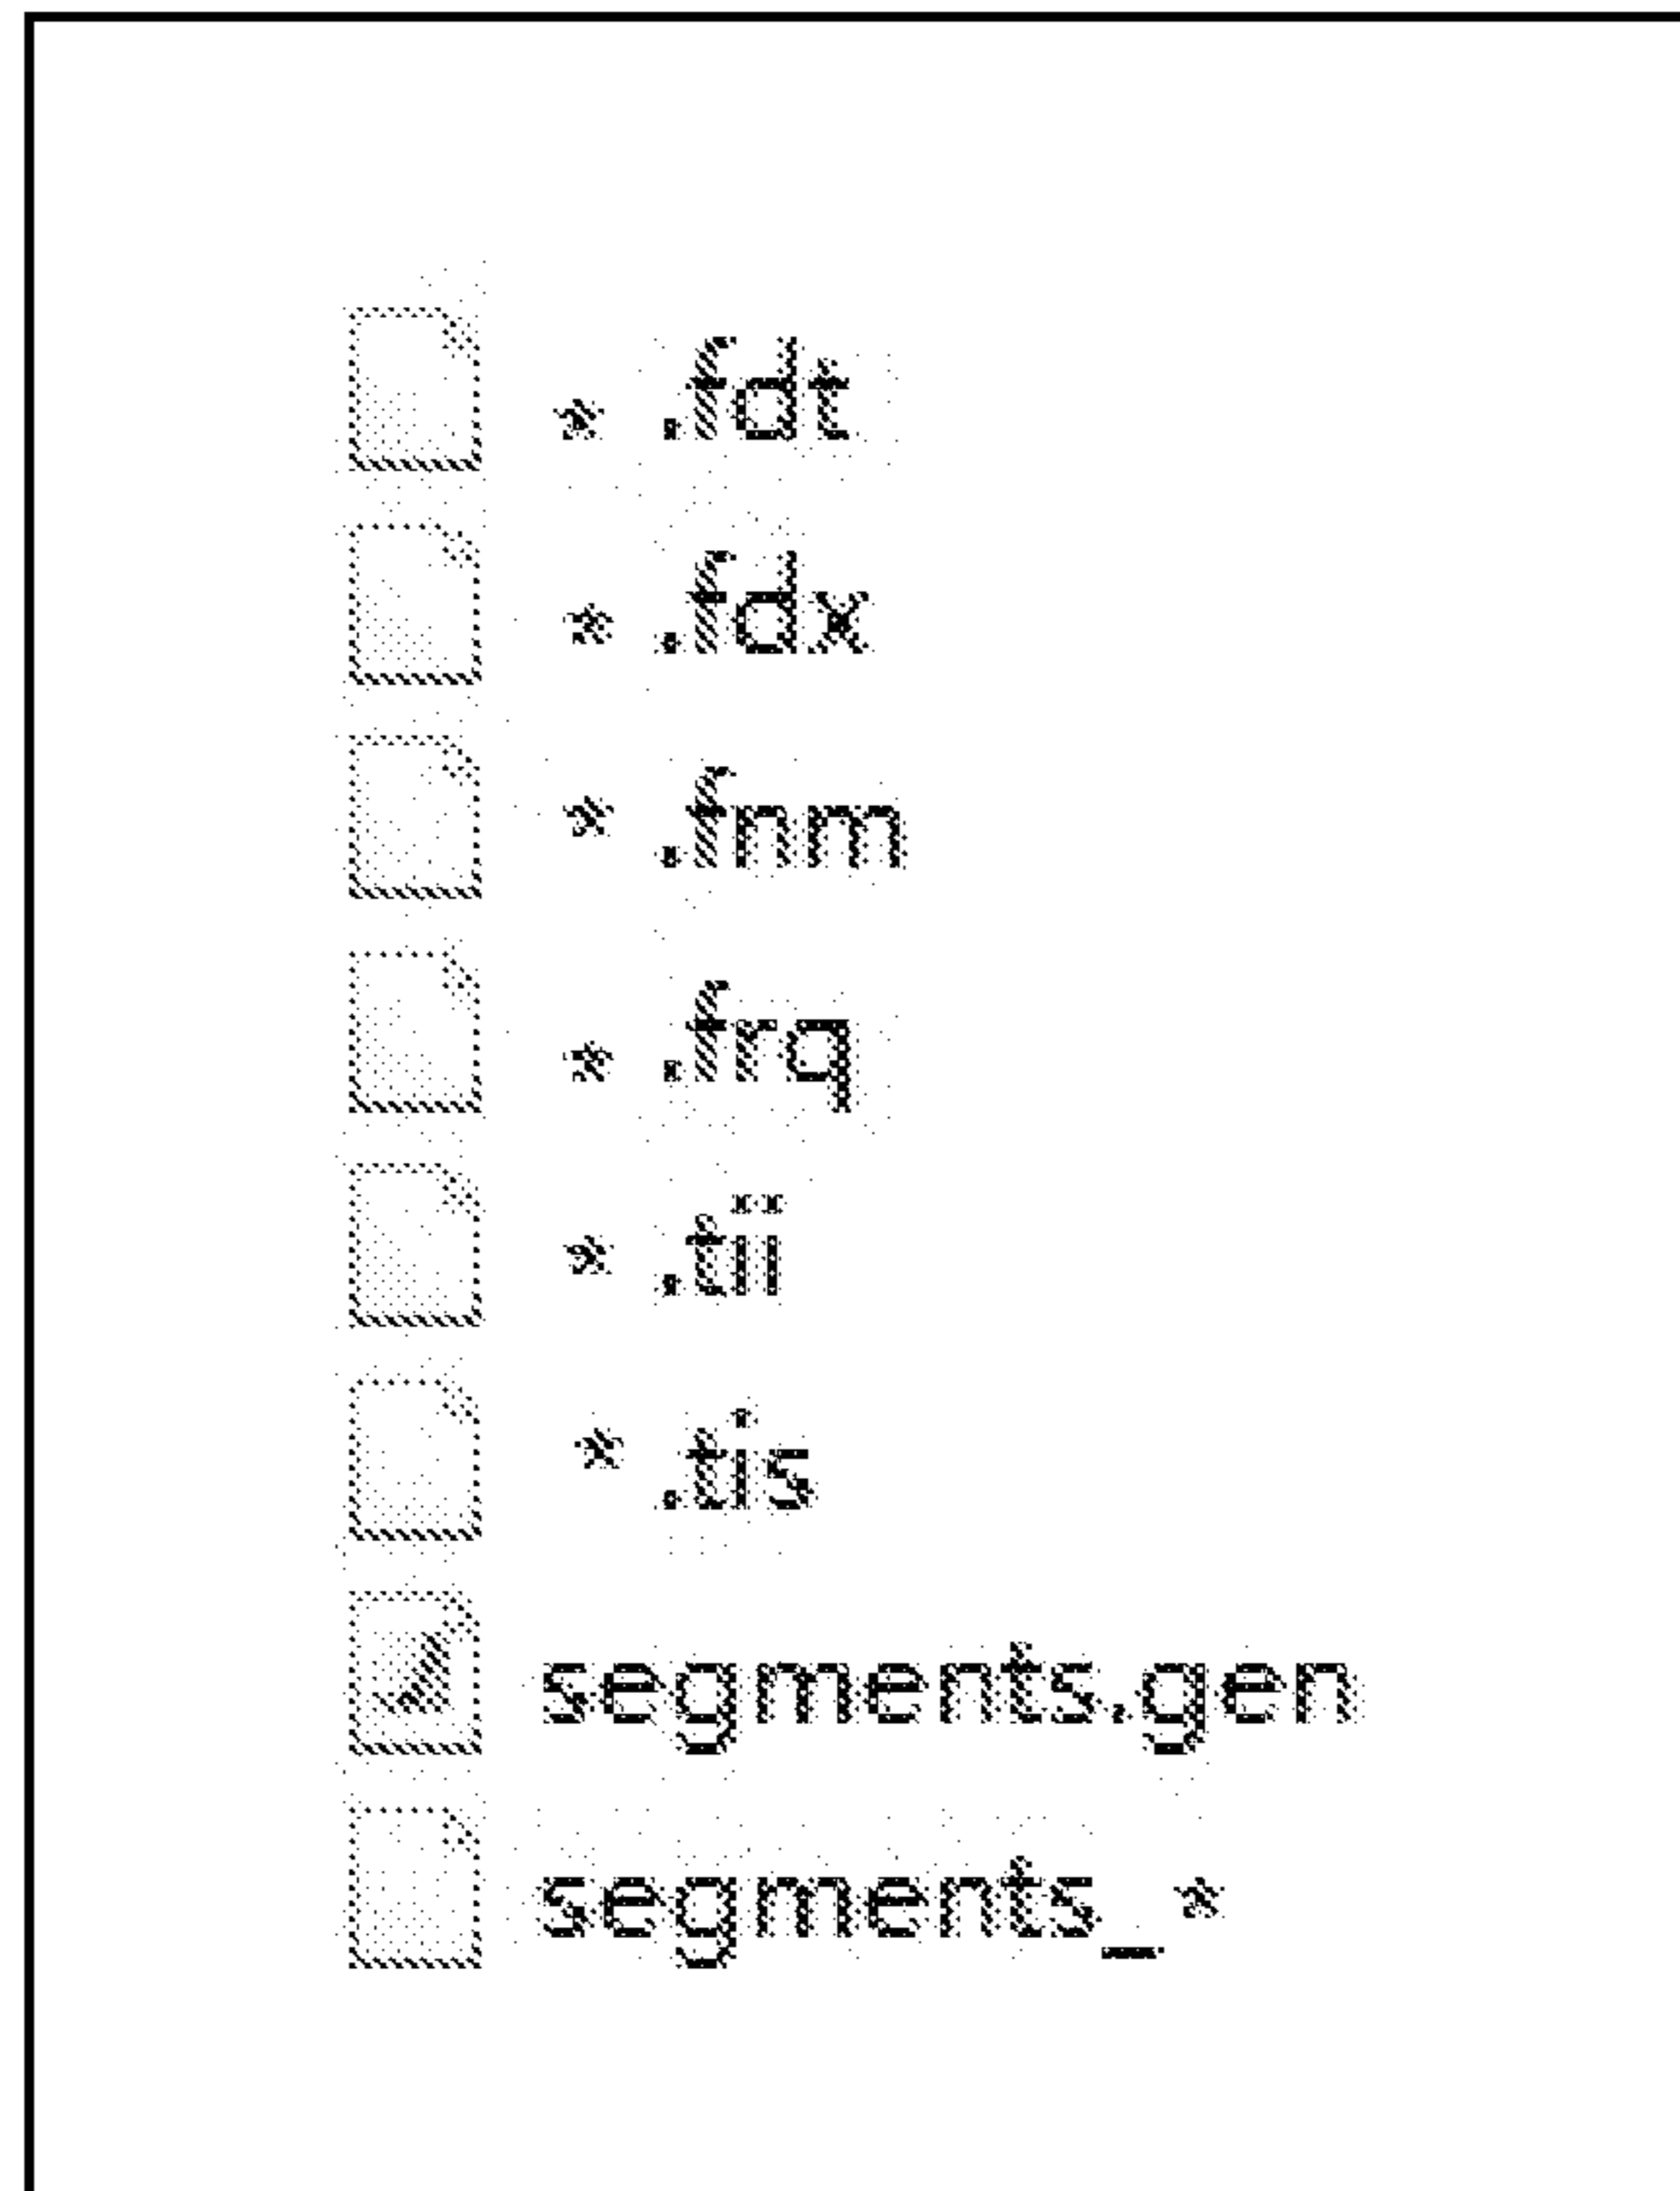 * .fdt
* .fdx
* .fnm
* .frq
* .tii
* .tis
segments.gen
segments_*